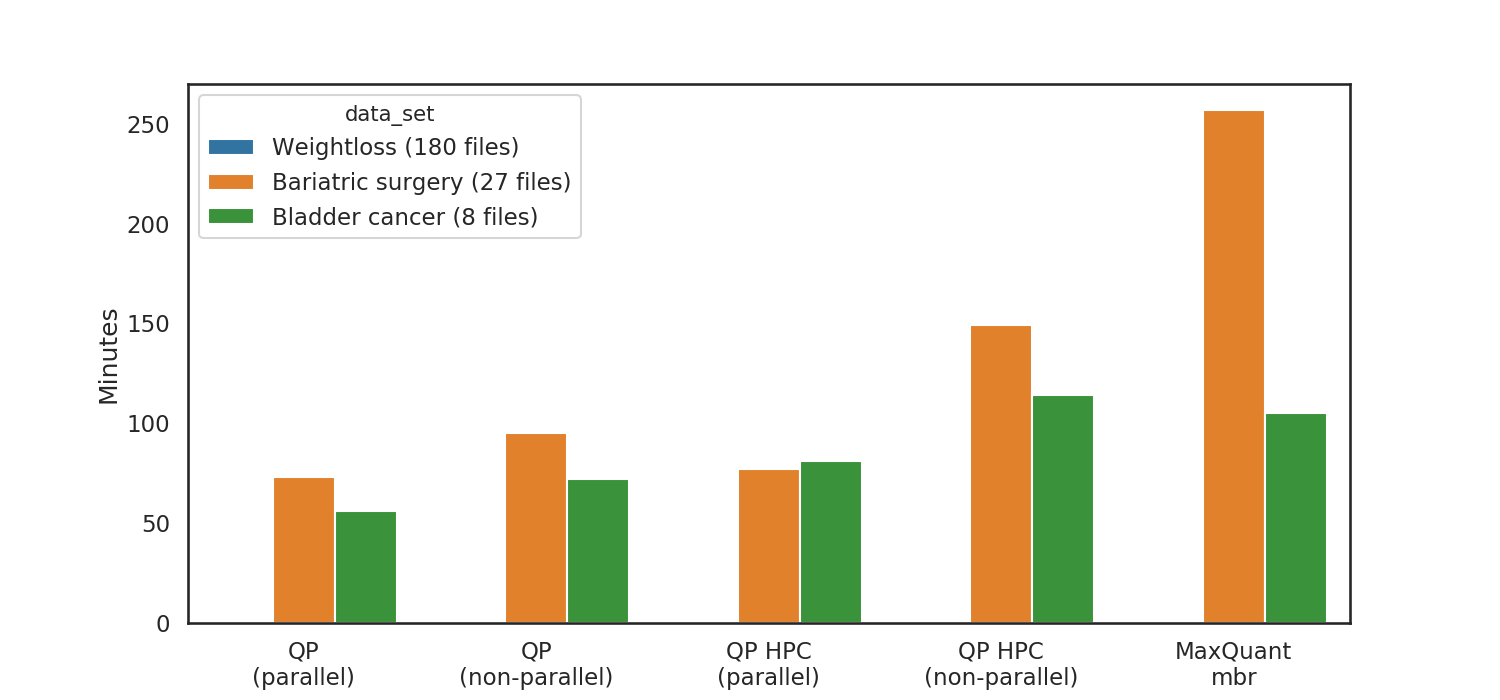 data_set
Weightloss (180 files)
Bariatric surgery (27 files)
Bladder cancer (8 files)
Minutes
250
200
150
100
50
0
QP
(parallel)
QP
(non-parallel)
QP HPC
(parallel)
QP HPC
(non-parallel)
MaxQuant
mbr